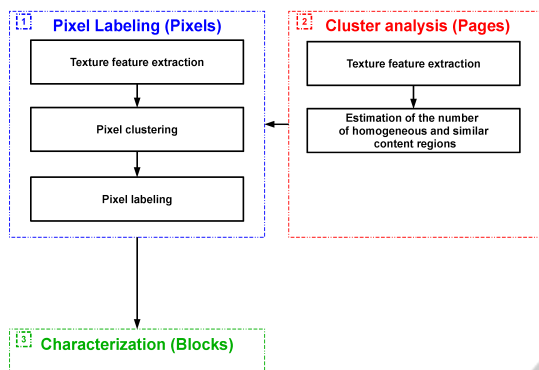 1
Pixel Labeling (Pixels)
Texture feature extraction
Pixel clustering
Pixel labeling
2
Cluster analysis (Pages)
Texture feature extraction
Estimation of the number
of homogeneous and similar
content regions
3
Characterization (Blocks)